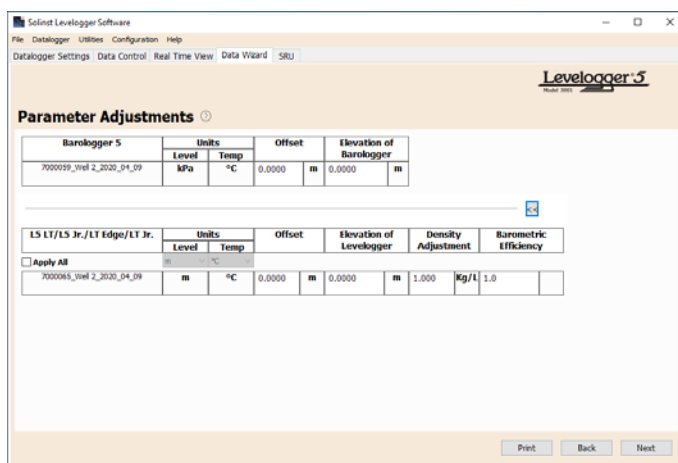 Solinst Levelogger Software
File Datalogger Utilities Configuration Help
Datalogger Settings Data Control Real Time View Data Wizard SRU
Levelogger 5
Model 3001
Parameter Adjustments ?
Barologger 5 Units Offset Elevation of Barologger
Level Temp
7000059_Well 2_2020_04_09 kPa °C 0.0000 m 0.0000 m
<<
L5 LT/L5 Jr./LT Edge/LT Jr. Units Offset Elevation of Levelogger Density Adjustment Barometric Efficiency
Level Temp
Apply All m °C
7000065_Well 2_2020_04_09 m °C 0.0000 m 0.0000 m 1.000 Kg/L 1.0
Print Back Next